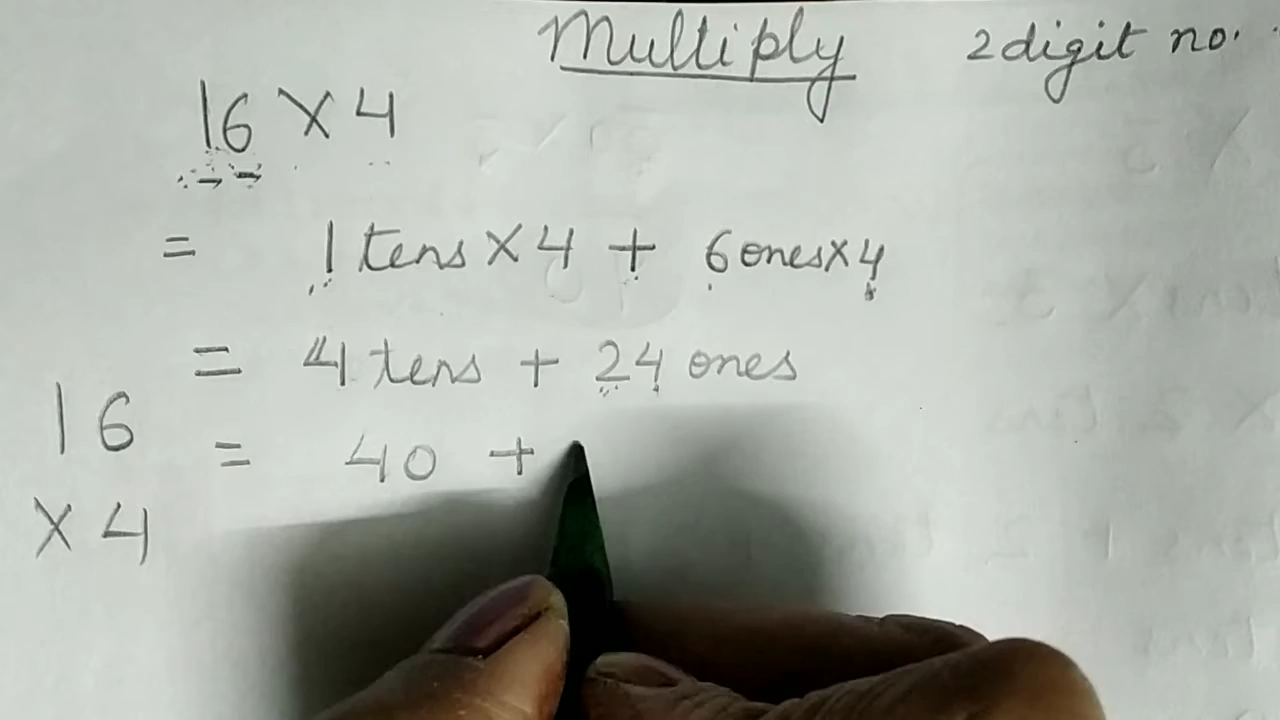 Multiply 2digit no.
16 × 4
= 1 tens × 4 + 6 ones × 4
= 4 tens + 24 ones
= 40 +
16
× 4